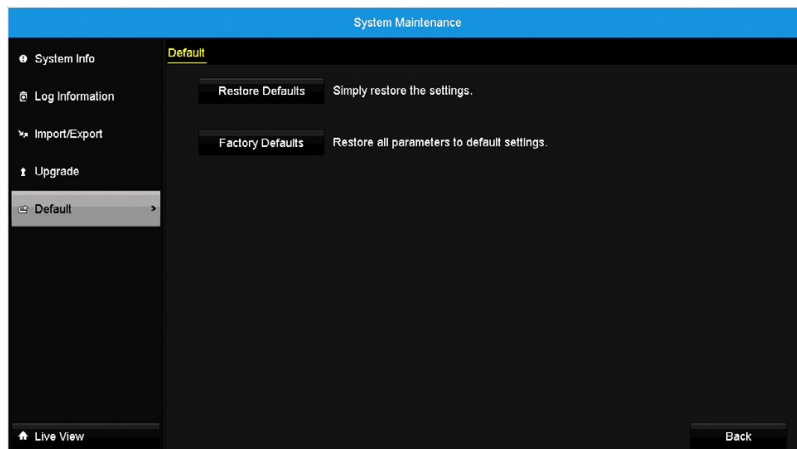 System Maintenance
System Info
Log Information
Import/Export
Upgrade
Default >
Live View
Default
Restore Defaults Simply restore the settings.
Factory Defaults Restore all parameters to default settings.
Back